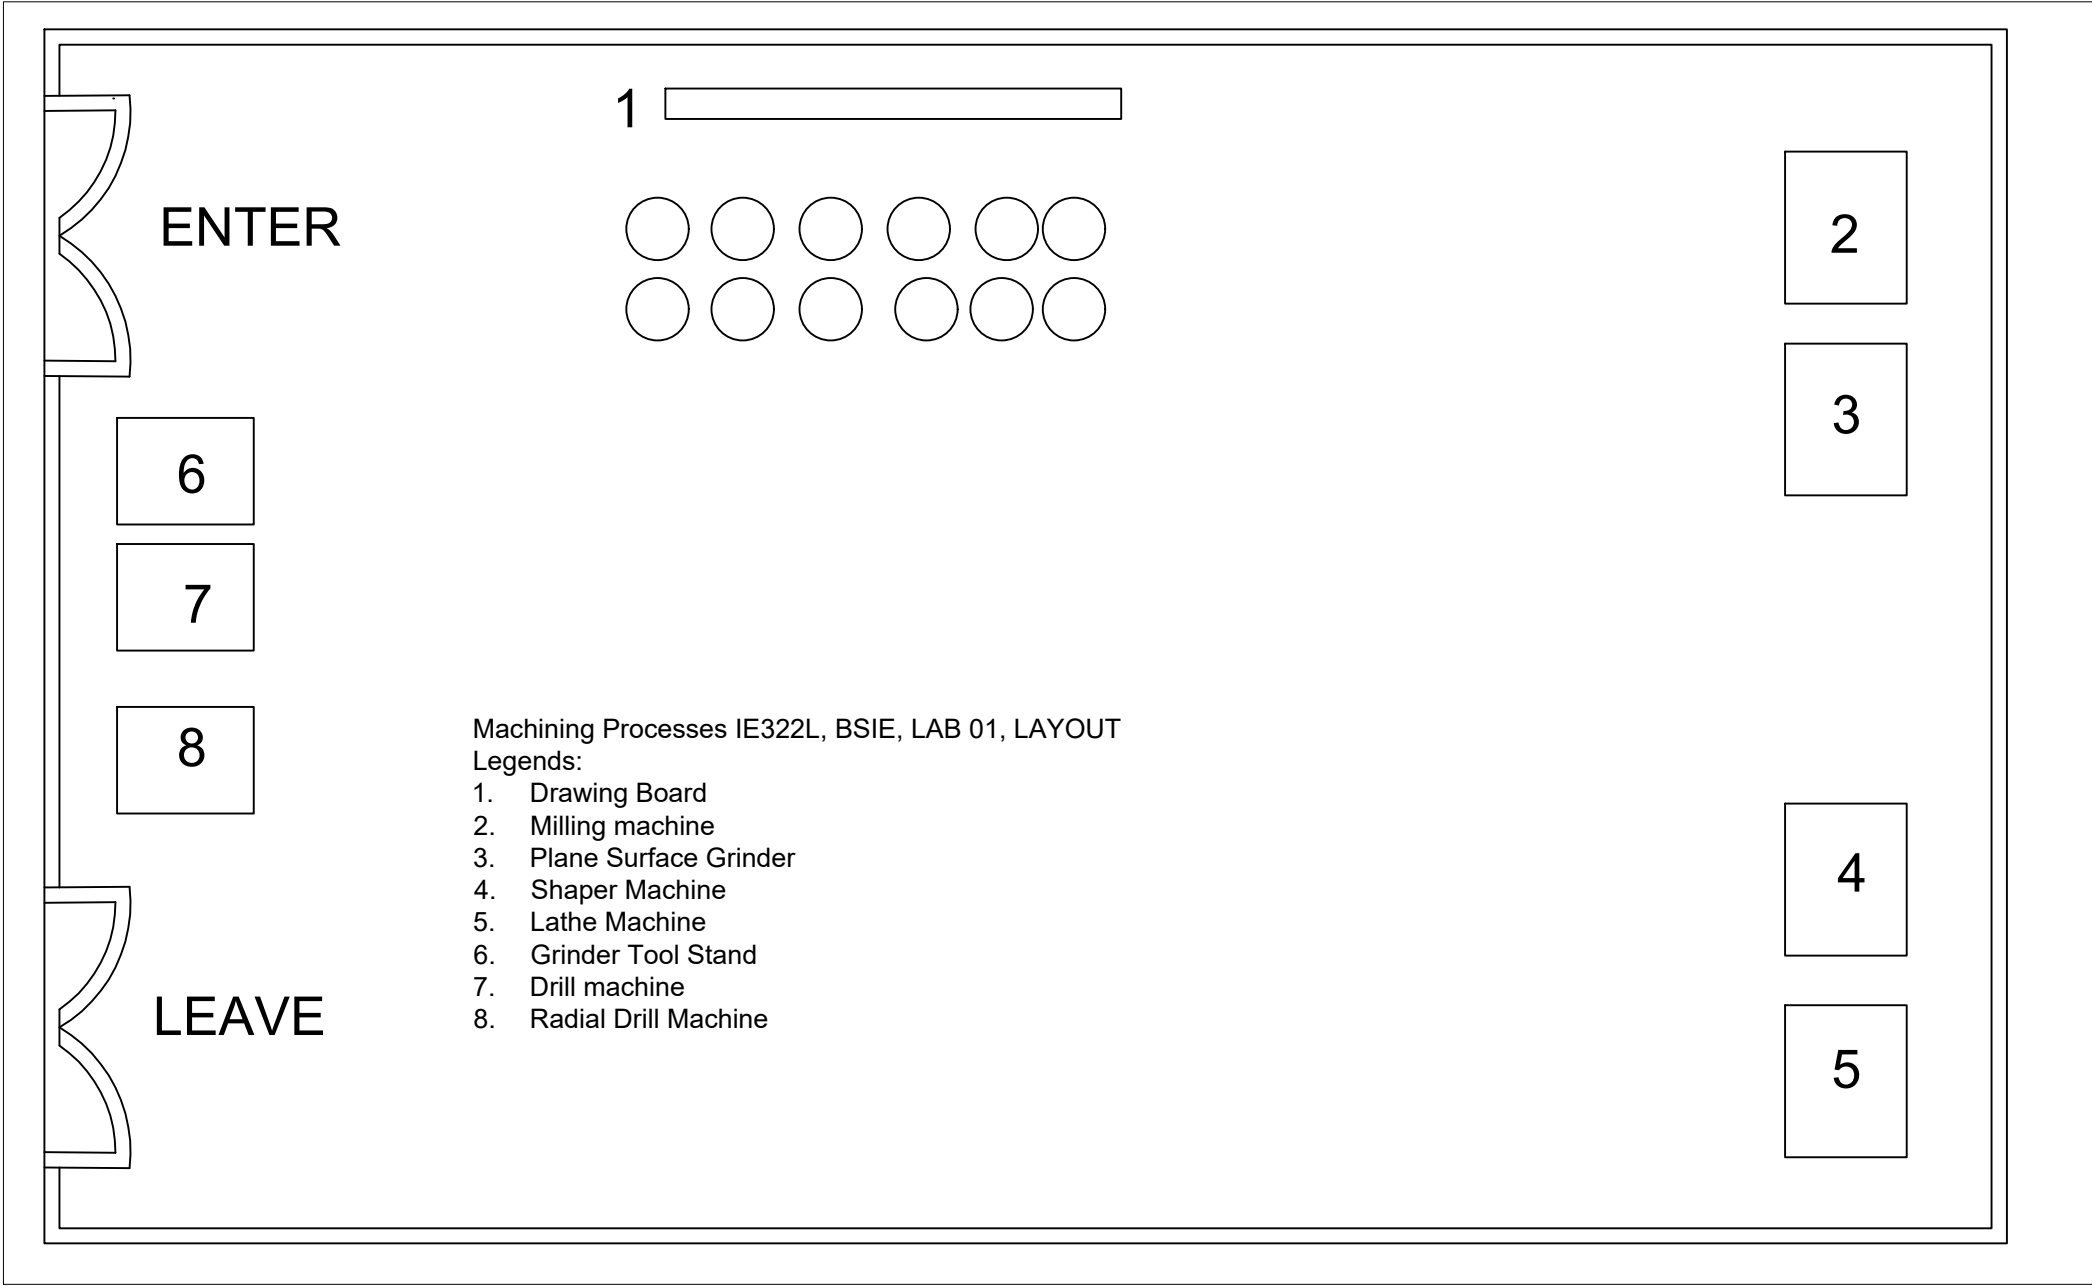 1
ENTER
2
3
6
7
8
Machining Processes IE322L, BSIE, LAB 01, LAYOUT
Legends:
1. Drawing Board
2. Milling machine
3. Plane Surface Grinder
4. Shaper Machine
5. Lathe Machine
6. Grinder Tool Stand
7. Drill machine
8. Radial Drill Machine
4
LEAVE
5